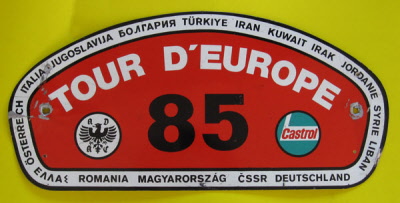 ÖSTERREICH ITALIA JUGOSLAVIJA БОЛГАРИЯ TÜRKIYE IRAN KUWAIT IRAK JORDANIE SYRIE LIBAN
TOUR D'EUROPE
85
ADAC
Castrol
ΕΛΛΑΣ ROMANIA MAGYARORSZÁG ČSSR DEUTSCHLAND